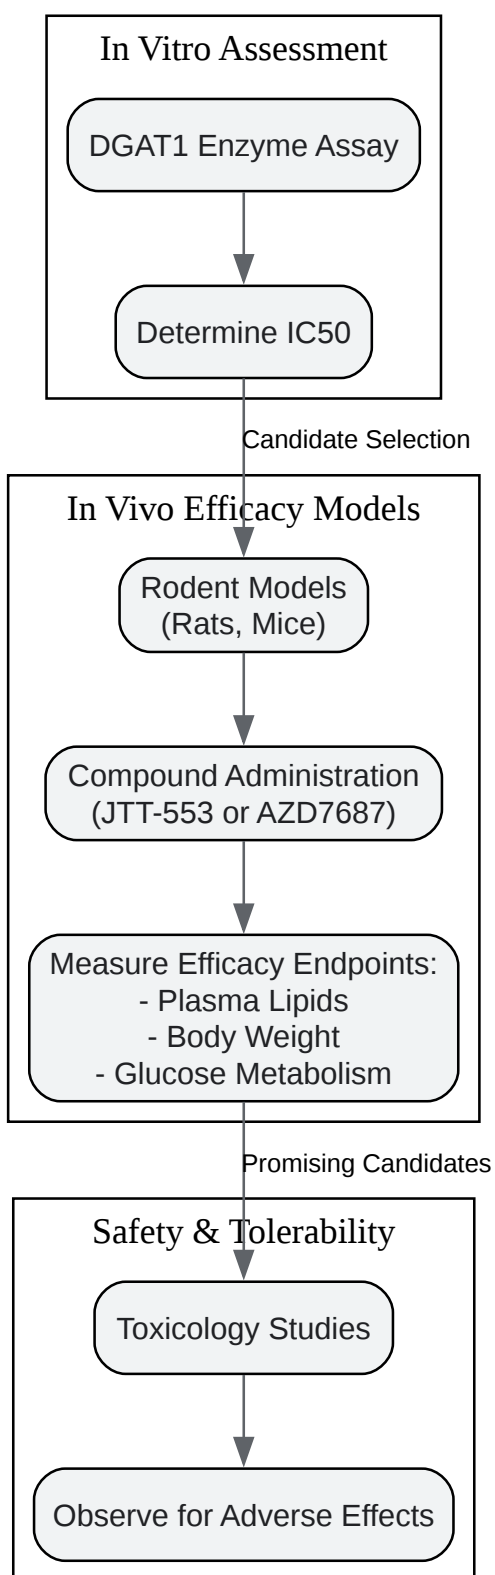 In Vitro Assessment
DGAT1 Enzyme Assay
Determine IC50
Candidate Selection
In Vivo Efficacy Models
Rodent Models
(Rats, Mice)
Compound Administration
(JTT-553 or AZD7687)
Measure Efficacy Endpoints:
- Plasma Lipids
- Body Weight
- Glucose Metabolism
Promising Candidates
Safety & Tolerability
Toxicology Studies
Observe for Adverse Effects